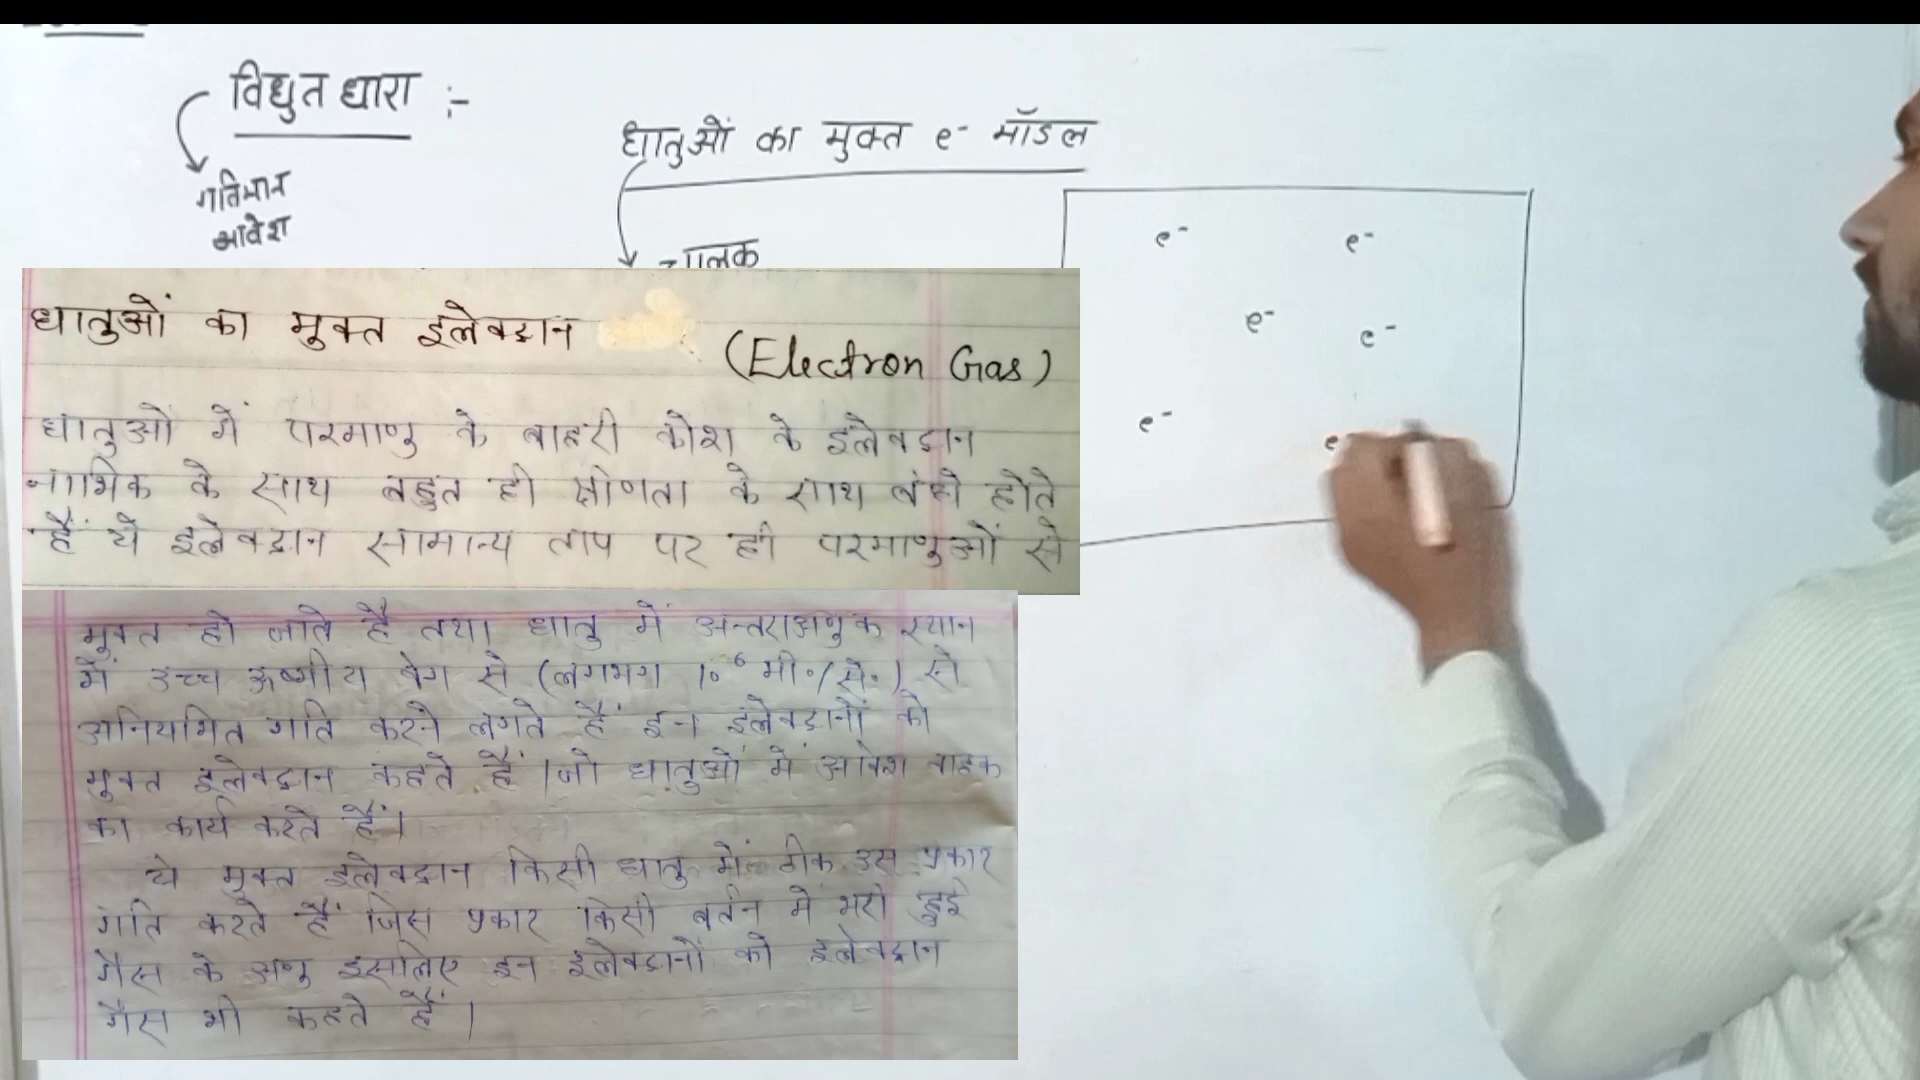 विद्युत धारा :-
गतिमान
आवेश
धातुओं का मुक्त e⁻ मॉडल
चालक
e⁻ e⁻
e⁻ e⁻
e⁻ e
धातुओं का मुक्त इलेक्ट्रान
(Electron Gas)
धातुओं में परमाणु के बाहरी कोश के इलेक्ट्रान
नाभिक के साथ बहुत ही क्षीणता के साथ बंधे होते
हैं ये इलेक्ट्रान सामान्य ताप पर ही परमाणुओं से
मुक्त हो जाते है तथा धातु में अन्तराअणुक स्थान
में उच्च ऊष्मीय वेग से (लगभग 10⁶ मी०/से०) से
अनियमित गति करने लगते हैं इन इलेक्ट्रानों को
मुक्त इलेक्ट्रान कहते हैं । जो धातुओं में आवेश वाहक
का कार्य करते हैं।
ये मुक्त इलेक्ट्रान किसी धातु में ठीक उस प्रकार
गति करते हैं जिस प्रकार किसी बर्तन में भरी हुई
गैस के अणु इसलिए इन इलेक्ट्रानों को इलेक्ट्रान
गैस भी कहते हैं।